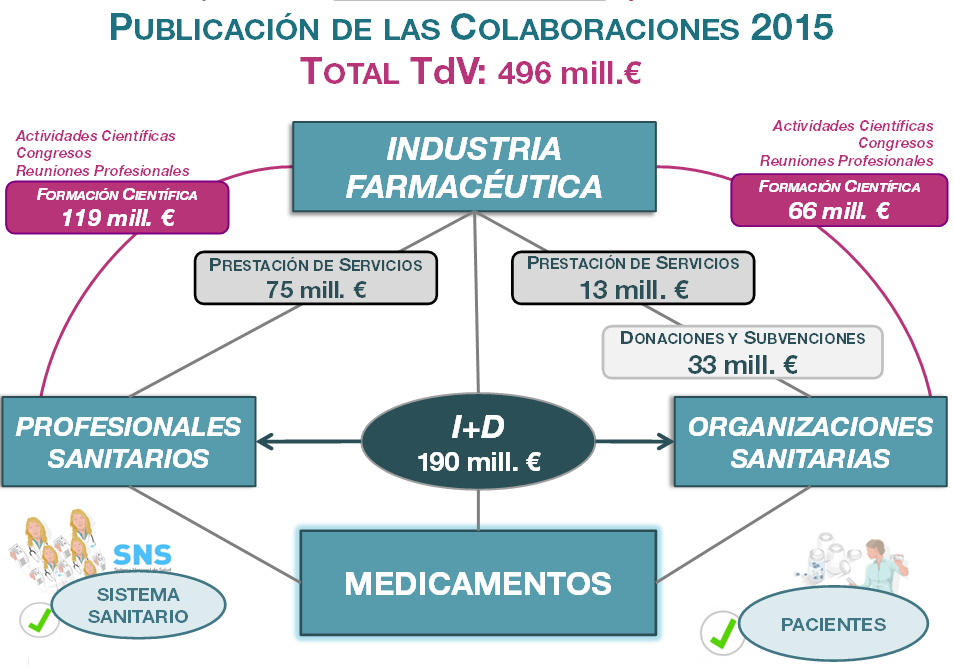 PUBLICACIÓN DE LAS COLABORACIONES 2015
TOTAL TdV: 496 mill.€
Actividades Científicas
Congresos
Reuniones Profesionales
FORMACIÓN CIENTÍFICA
119 mill. €
INDUSTRIA
FARMACÉUTICA
Actividades Científicas
Congresos
Reuniones Profesionales
FORMACIÓN CIENTÍFICA
66 mill. €
PRESTACIÓN DE SERVICIOS
75 mill. €
PRESTACIÓN DE SERVICIOS
13 mill. €
DONACIONES Y SUBVENCIONES
33 mill. €
PROFESIONALES
SANITARIOS
I+D
190 mill. €
ORGANIZACIONES
SANITARIAS
SNS
MEDICAMENTOS
SISTEMA
SANITARIO
PACIENTES